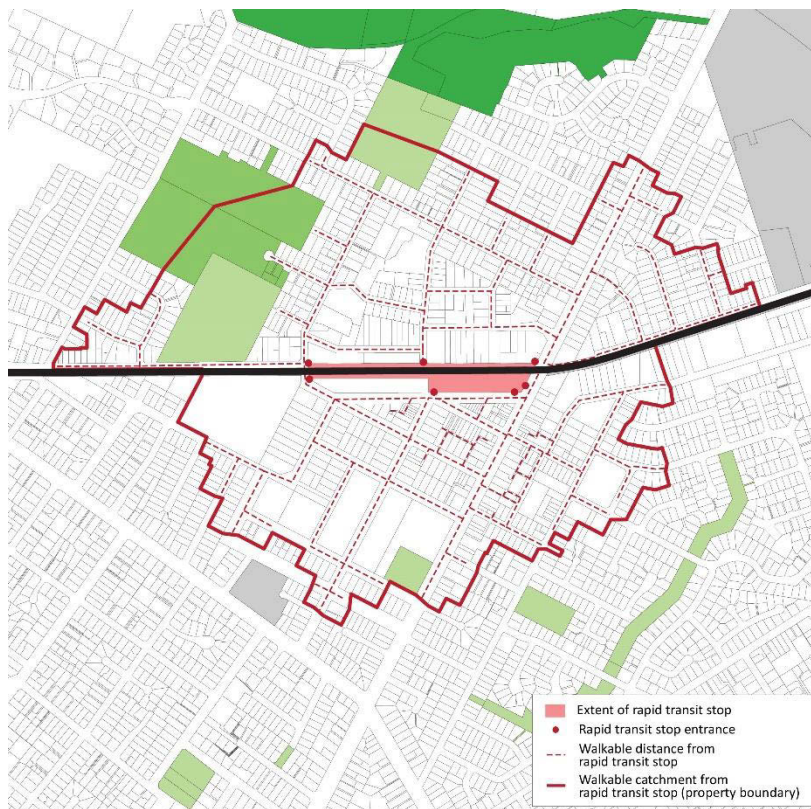 Extent of rapid transit stop
Rapid transit stop entrance
Walkable distance from
rapid transit stop
Walkable catchment from
rapid transit stop (property boundary)